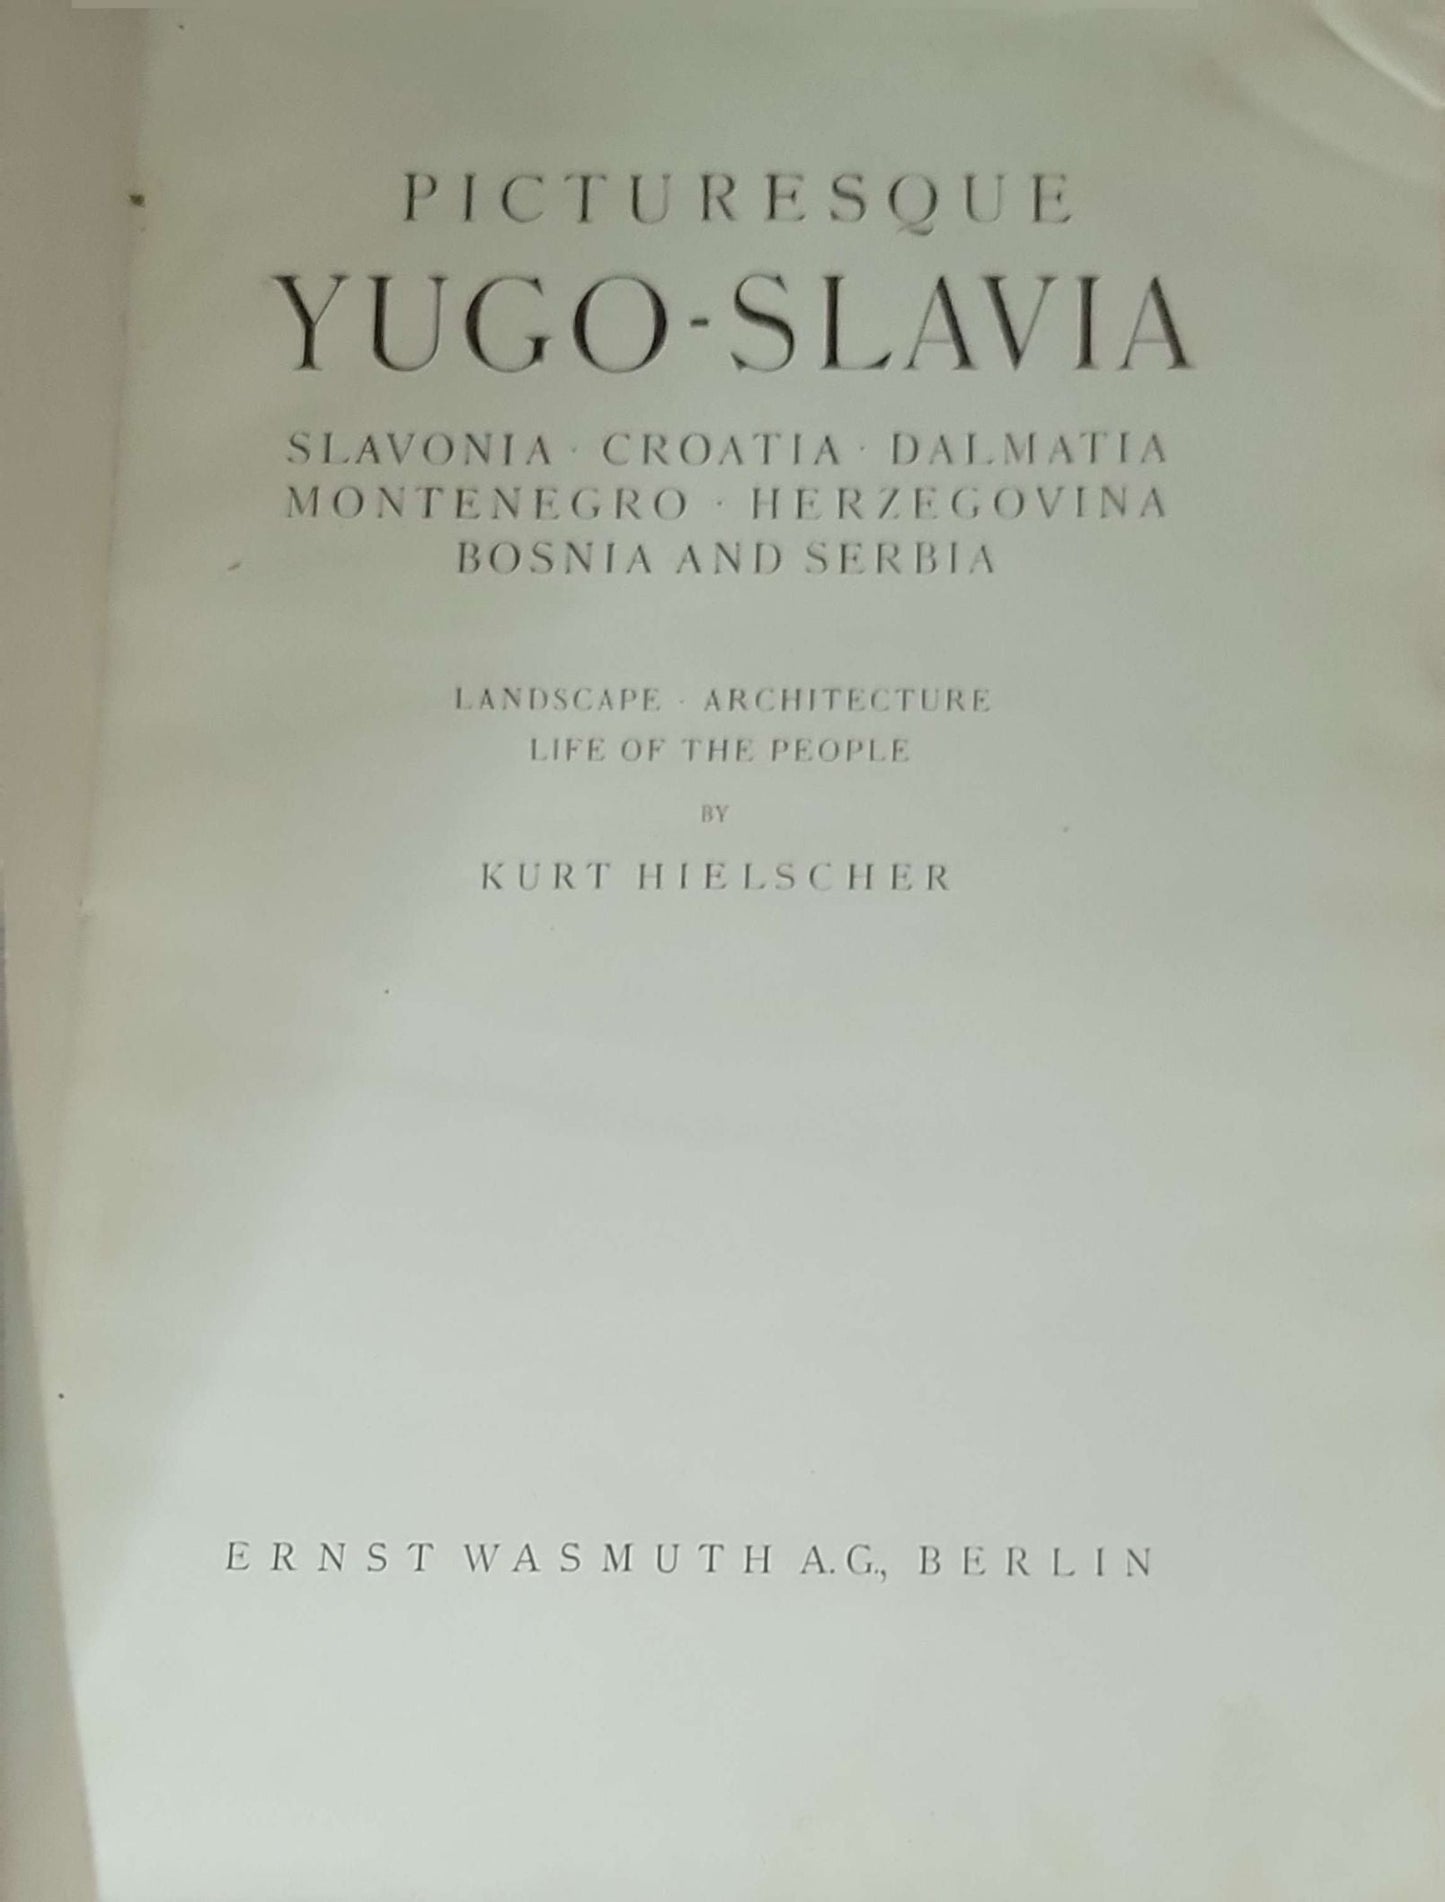 PICTURESQUE
YUGO-SLAVIA
SLAVONIA · CROATIA · DALMATIA
MONTENEGRO · HERZEGOVINA
BOSNIA AND SERBIA
LANDSCAPE · ARCHITECTURE
LIFE OF THE PEOPLE
BY
KURT HIELSCHER
ERNST WASMUTH A.G., BERLIN